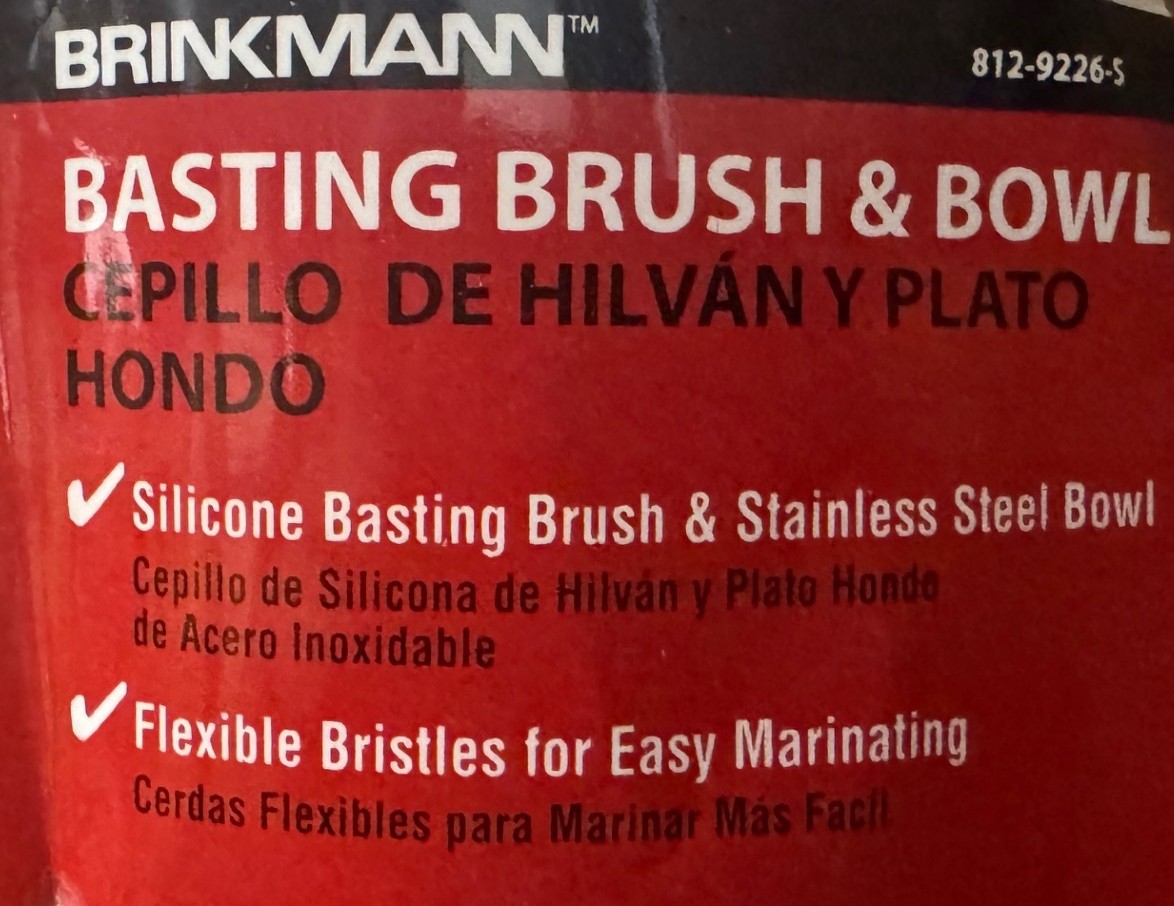 BRINKMANN™
812-9226-S
BASTING BRUSH & BOWL
CEPILLO DE HILVÁN Y PLATO
HONDO
✓ Silicone Basting Brush & Stainless Steel Bowl
Cepillo de Silicona de Hilván y Plato Hondo
de Acero Inoxidable
✓ Flexible Bristles for Easy Marinating
Cerdas Flexibles para Marinar Más Facil